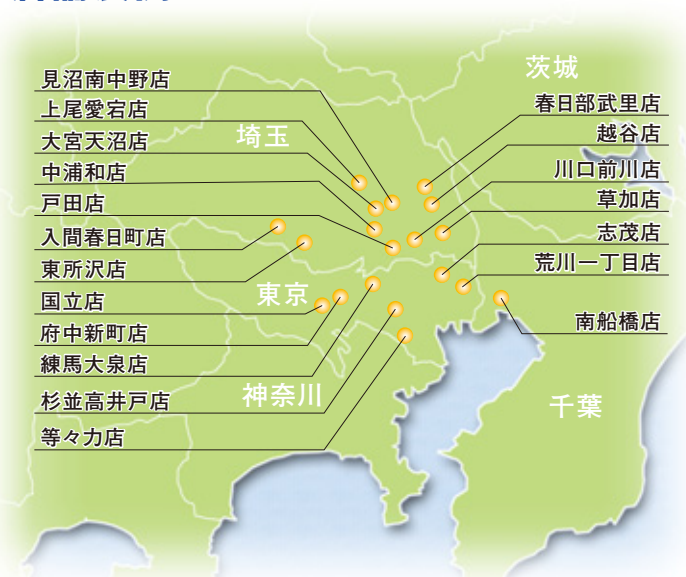 見沼南中野店
上尾愛宕店
大宮天沼店
中浦和店
戸田店
入間春日町店
東所沢店
国立店
府中新町店
練馬大泉店
杉並高井戸店
等々力店
茨城
埼玉
東京
神奈川
千葉
春日部武里店
越谷店
川口前川店
草加店
志茂店
荒川一丁目店
南船橋店